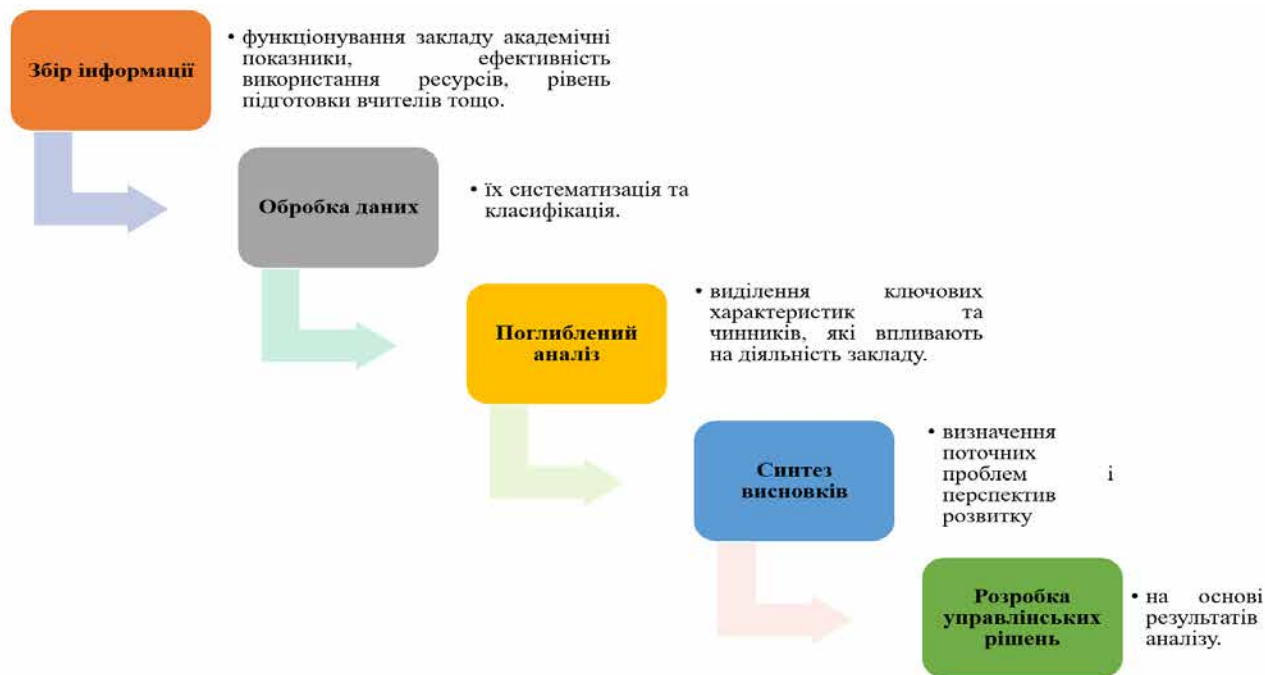 Збір інформації
• функціонування закладу академічні
показники, ефективність
використання ресурсів, рівень
підготовки вчителів тощо.
Обробка даних
• їх систематизація та
класифікація.
Поглиблений
аналіз
• виділення ключових
характеристик та
чинників, які впливають
на діяльність закладу.
Синтез
висновків
• визначення
поточних
проблем і
перспектив
розвитку
Розробка
управлінських
рішень
• на основі
результатів
аналізу.